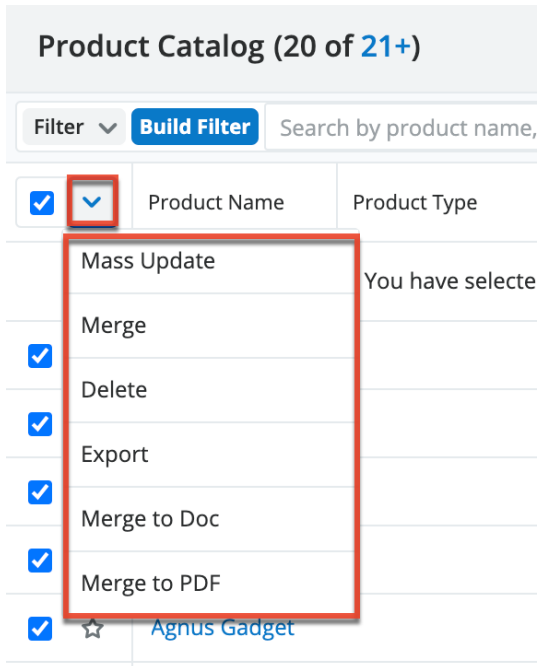 Product Catalog (20 of 21+)
Filter Build Filter Search by product name,
Product Name Product Type
Mass Update
You have selecte
Merge
Delete
Export
Merge to Doc
Merge to PDF
Agnus Gadget